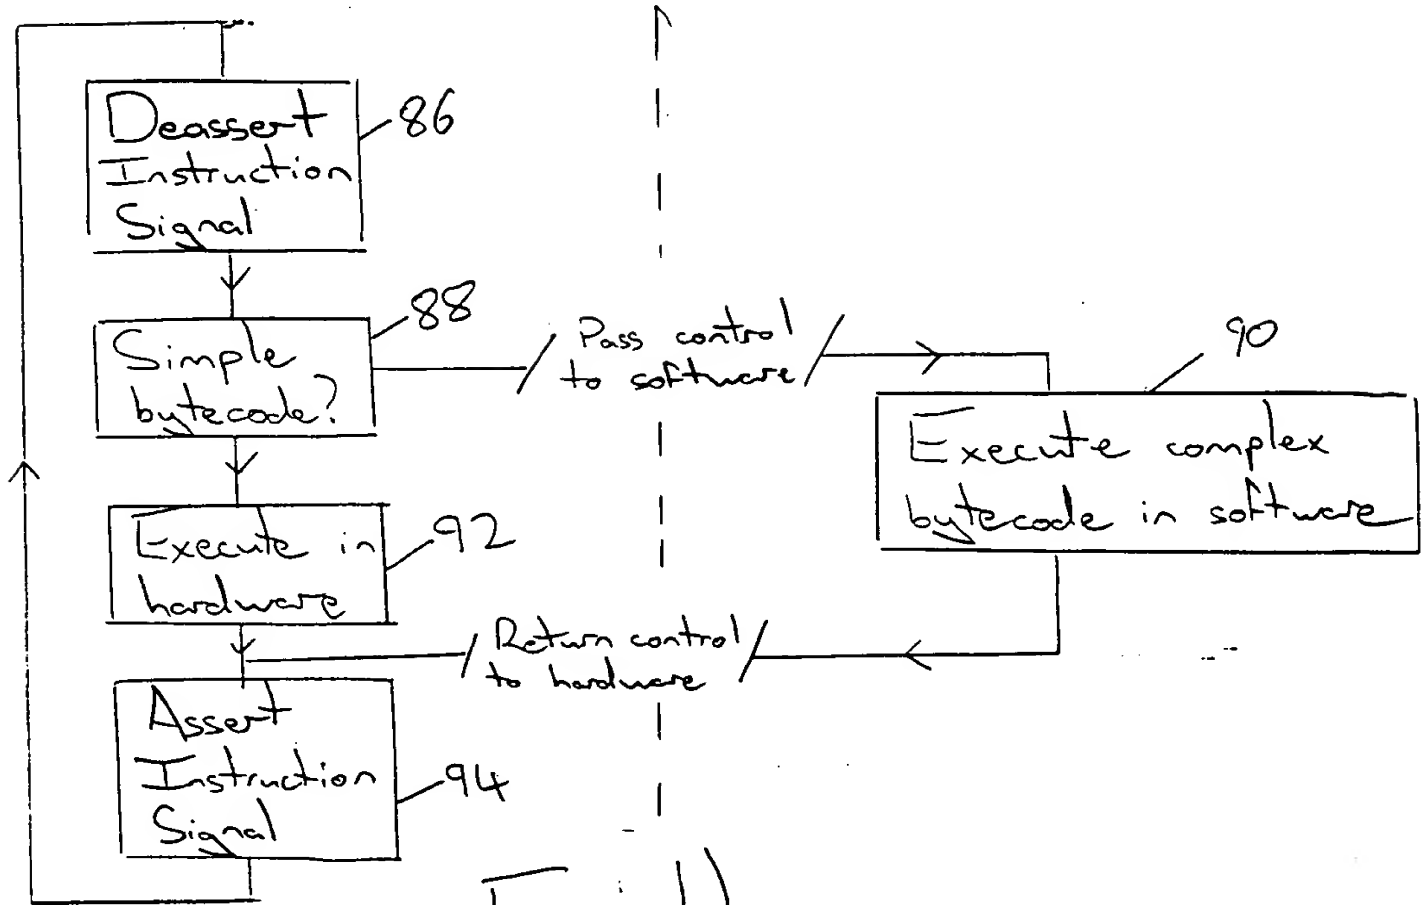 Deassert
Instruction
Signal
86
Simple
bytecode?
88
Pass control
to software
90
Execute complex
bytecode in software
Execute in
hardware
92
Return control
to hardware
Assert
Instruction
Signal
94